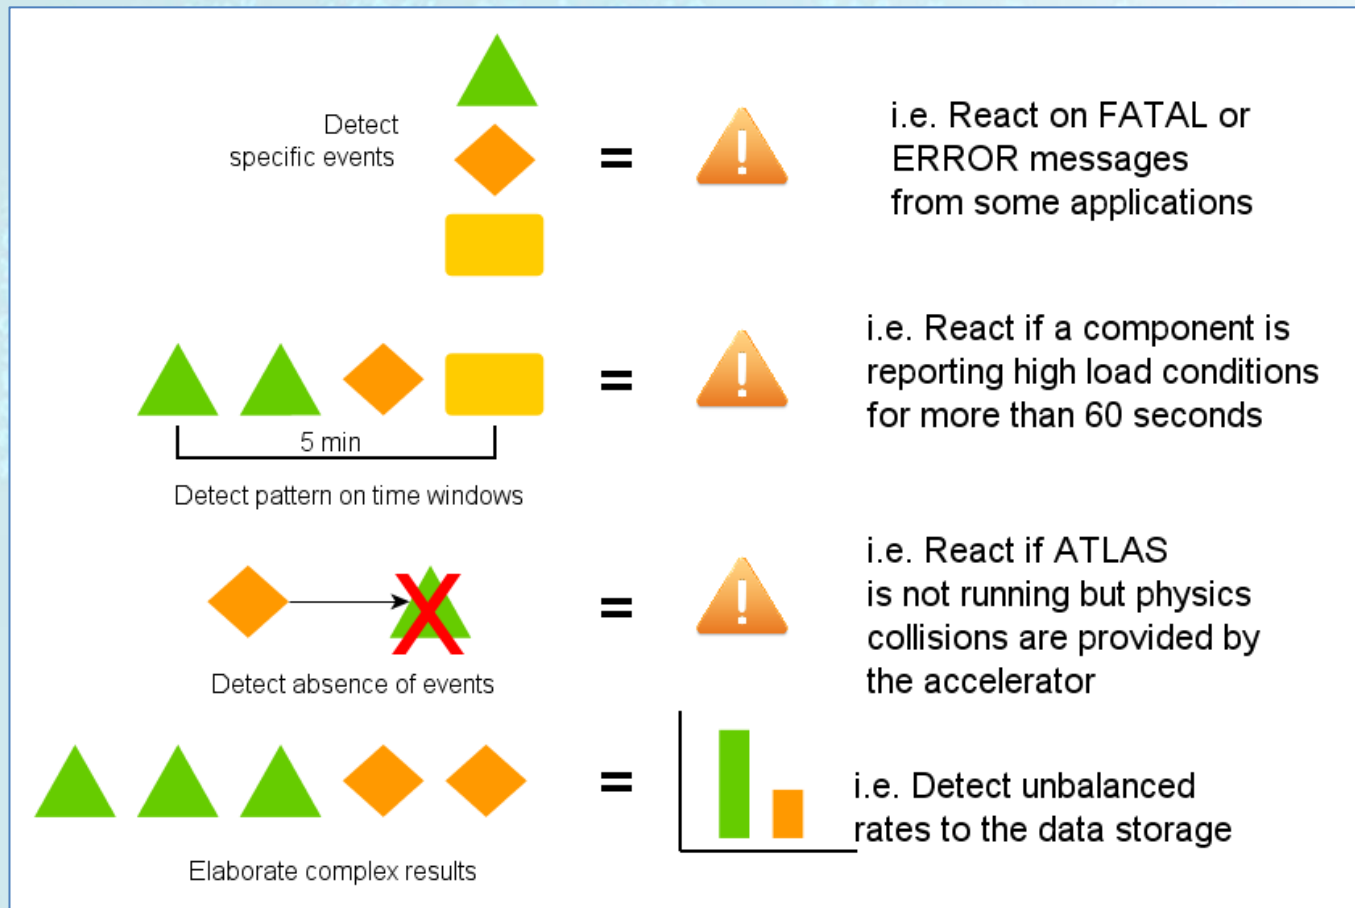 Detect
specific events
=
!
i.e. React on FATAL or
ERROR messages
from some applications
=
!
i.e. React if a component is
reporting high load conditions
for more than 60 seconds
5 min
Detect pattern on time windows
X
=
!
i.e. React if ATLAS
is not running but physics
collisions are provided by
the accelerator
Detect absence of events
=
i.e. Detect unbalanced
rates to the data storage
Elaborate complex results